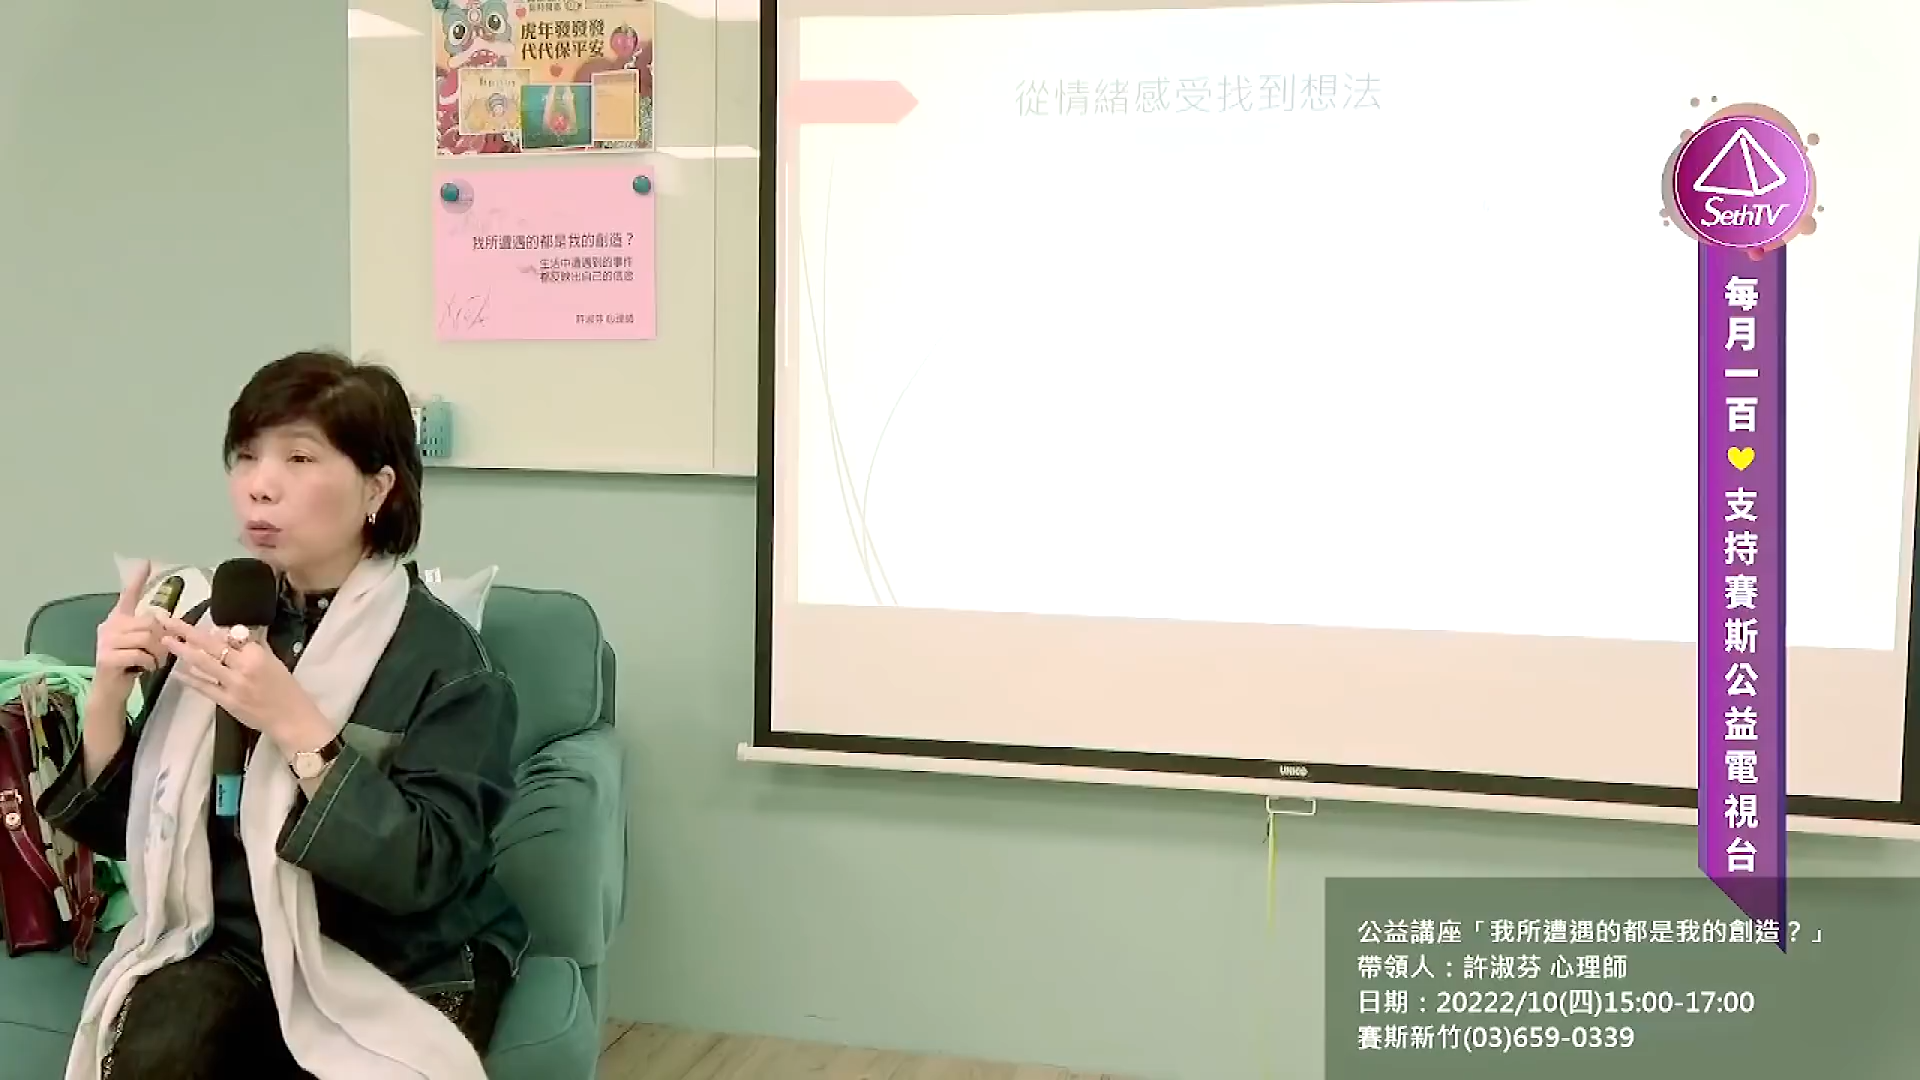 虎年發發發
代代保平安
我所遭遇的都是我的創造？
生活中遭遇到的事件
都反映出自己的信念
許淑芬 心理師
從情緒感受找到想法
SethTV
每月一百
支持賽斯公益電視台
UNICO
公益講座「我所遭遇的都是我的創造？」
帶領人：許淑芬 心理師
日期：20222/10(四)15:00-17:00
賽斯新竹(03)659-0339